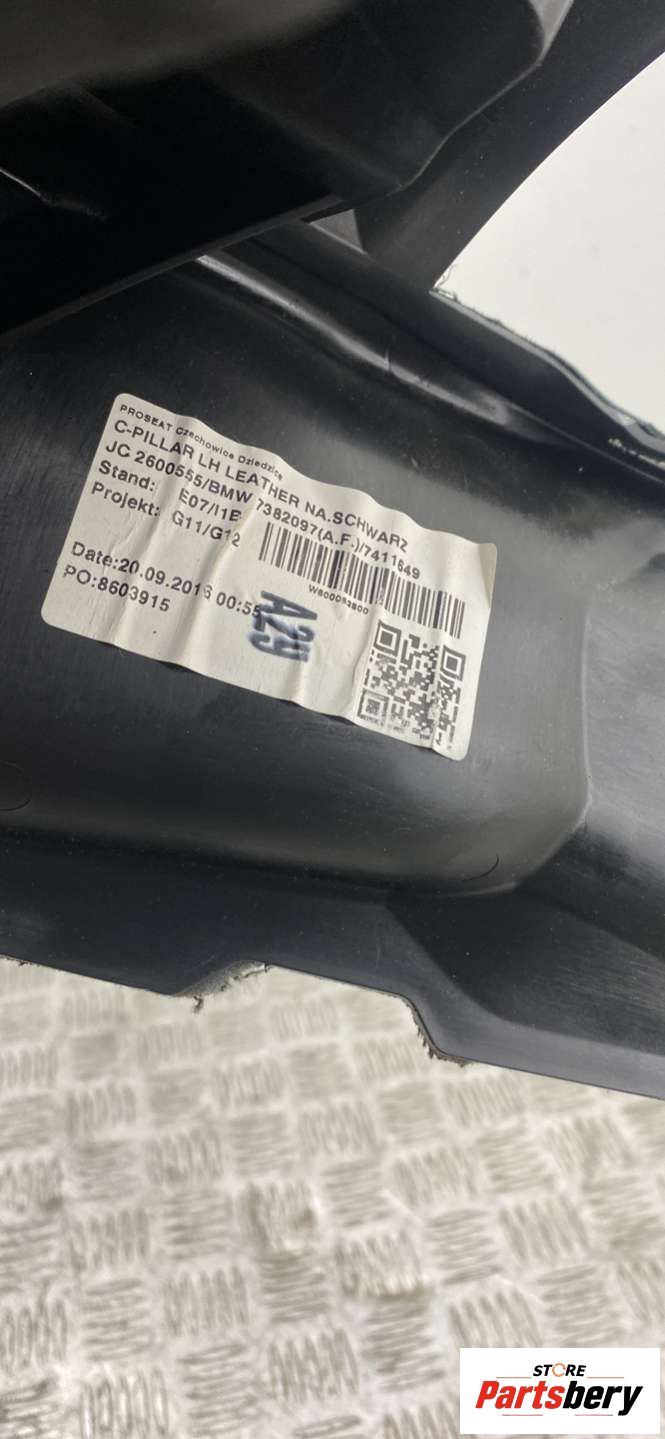 PROSEAT Czechowice Dziedzice
C-PILLAR LH LEATHER NA.SCHWARZ
JC 2600555/BMW 7382097(A.F.)/7411649
Stand: E07/I1B
Projekt: G11/G12
Date:20.09.2016 00:55
PO:8603915
A29
STORE
Partsbery